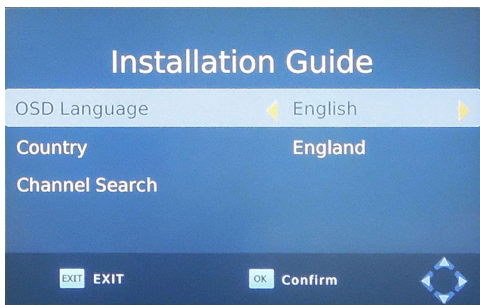 Installation Guide
OSD Language English
Country England
Channel Search
EXIT EXIT OK Confirm